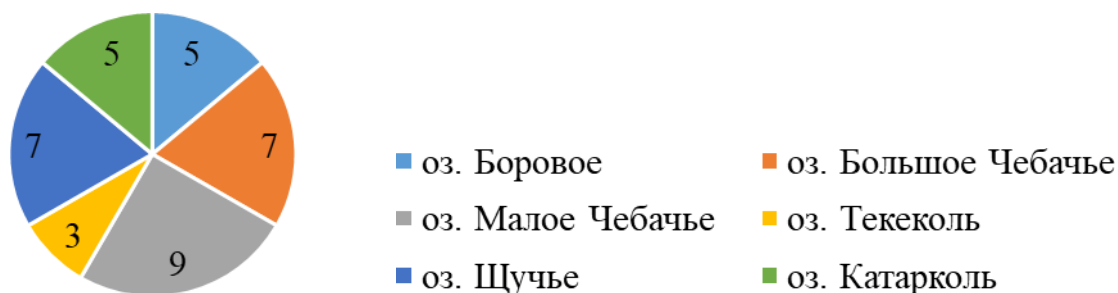 5 5
7 7
3
9
оз. Боровое
оз. Большое Чебачье
оз. Малое Чебачье
оз. Текеколь
оз. Щучье
оз. Катарколь